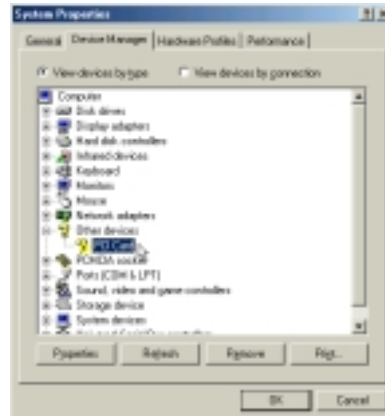 System Properties
General Device Manager Hardware Profiles Performance
View devices by type View devices by connection
Computer
Disk drives
Display adapters
Hard disk controllers
Infrared devices
Keyboard
Monitors
Mouse
Network adapters
Other devices
PCI Card
PCMCIA socket
Ports (COM & LPT)
Sound, video and game controllers
Storage device
System devices
Properties Refresh Remove Print...
OK Cancel